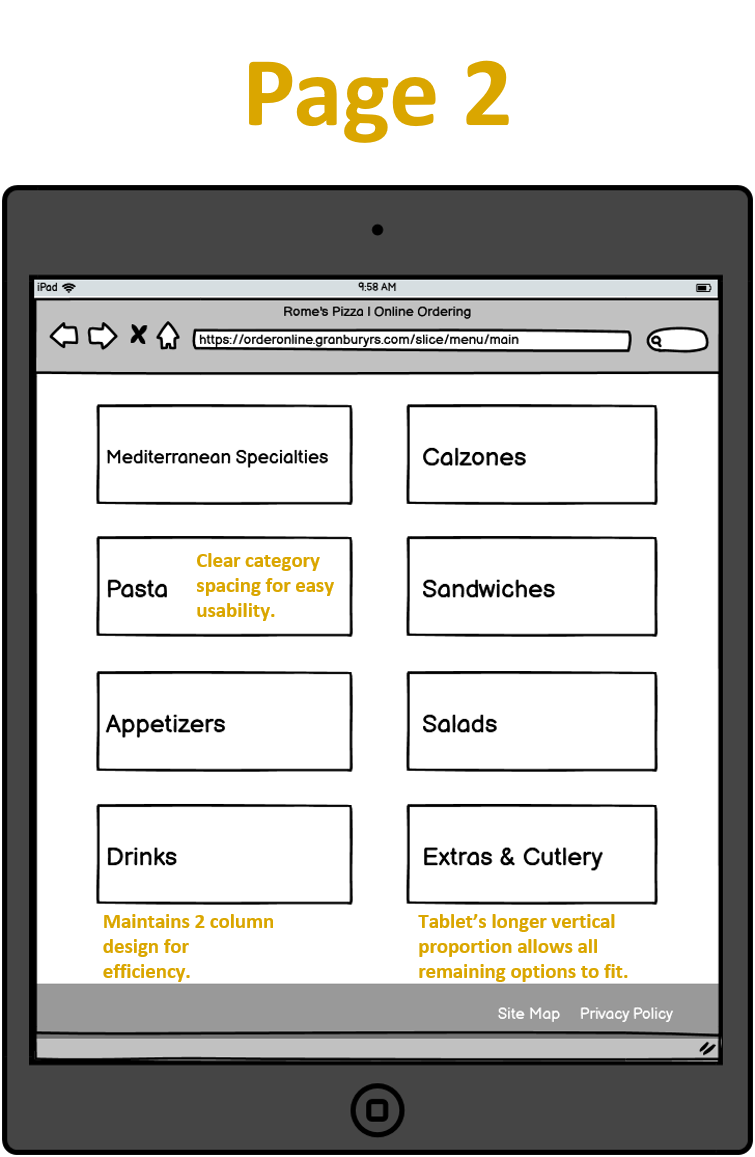 Page 2
iPad
9:58 AM
Rome's Pizza | Online Ordering
https://orderonline.granburyrs.com/slice/menu/main
Mediterranean Specialties
Calzones
Pasta
Clear category
spacing for easy
usability.
Sandwiches
Appetizers
Salads
Drinks
Extras & Cutlery
Maintains 2 column
design for
efficiency.
Tablet's longer vertical
proportion allows all
remaining options to fit.
Site Map
Privacy Policy